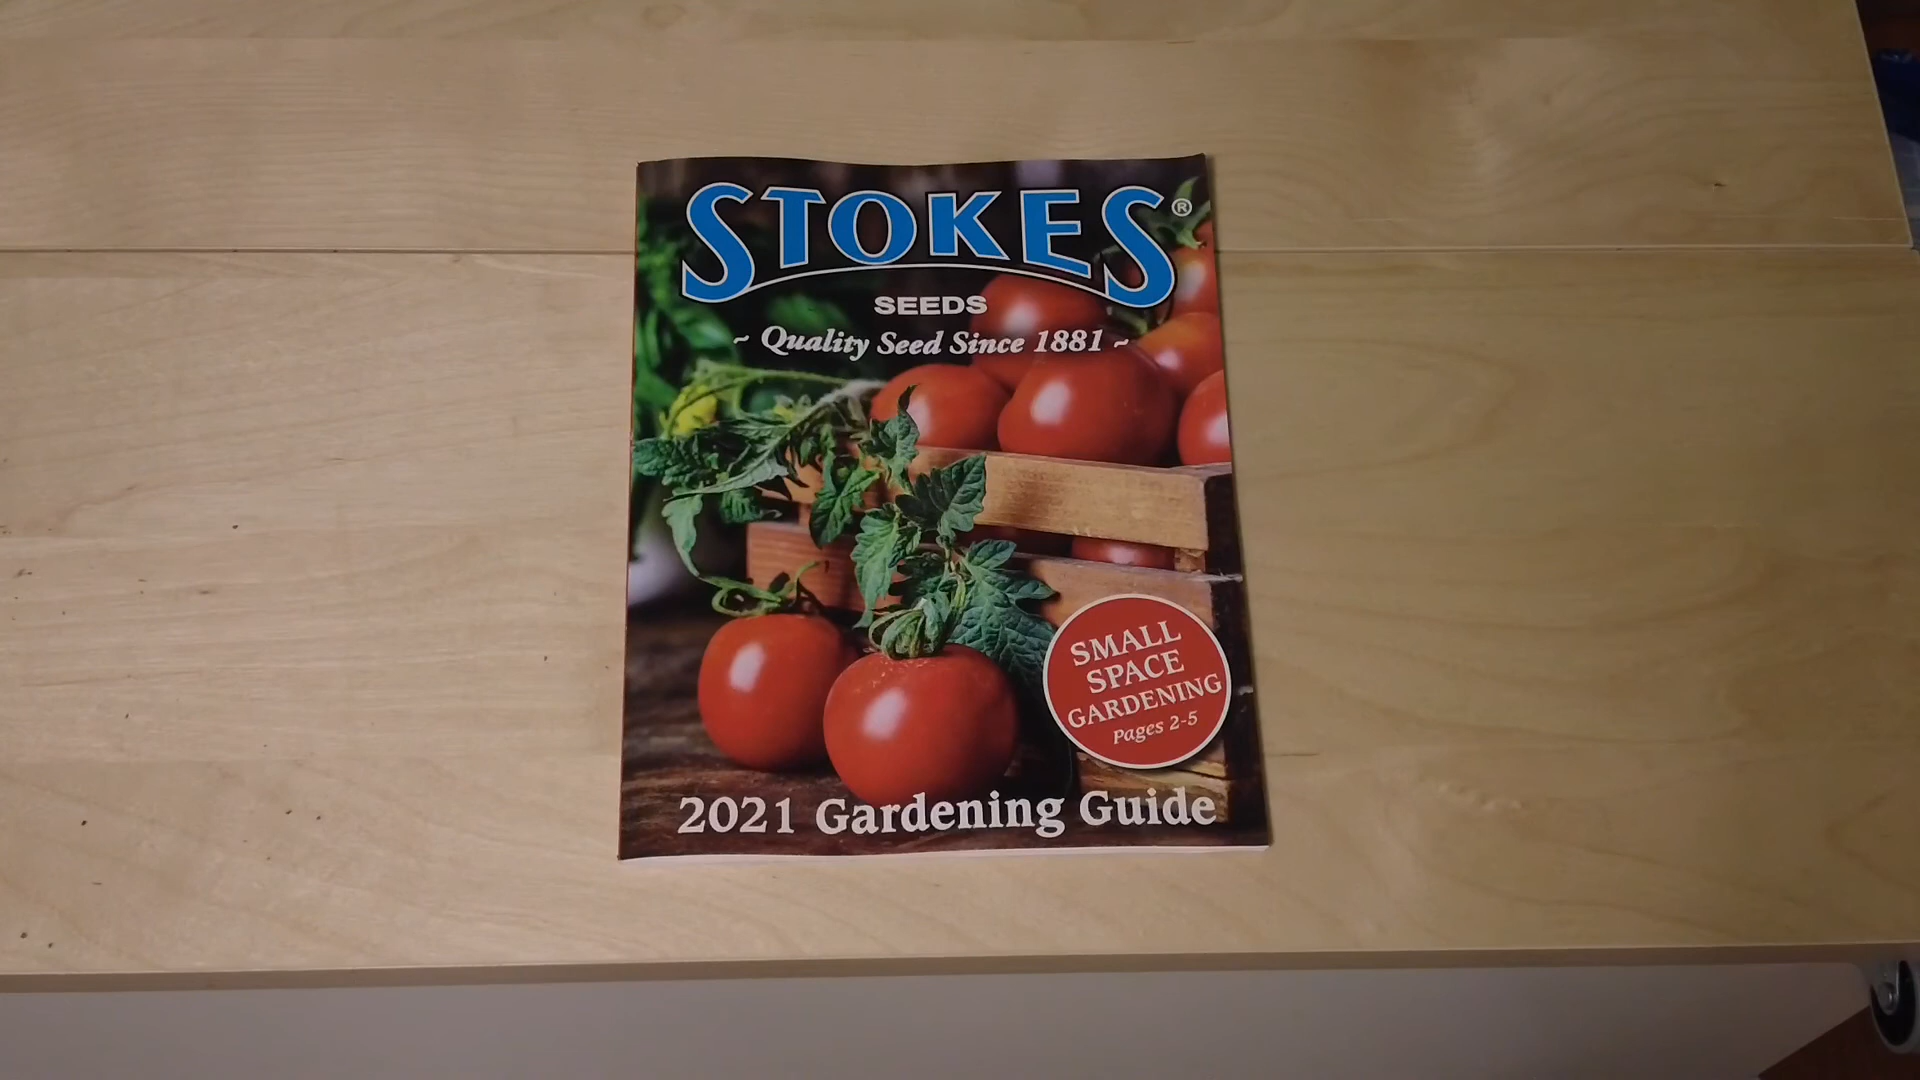 STOKES®
SEEDS
~ Quality Seed Since 1881 ~
SMALL
SPACE
GARDENING
pages 2-5
2021 Gardening Guide